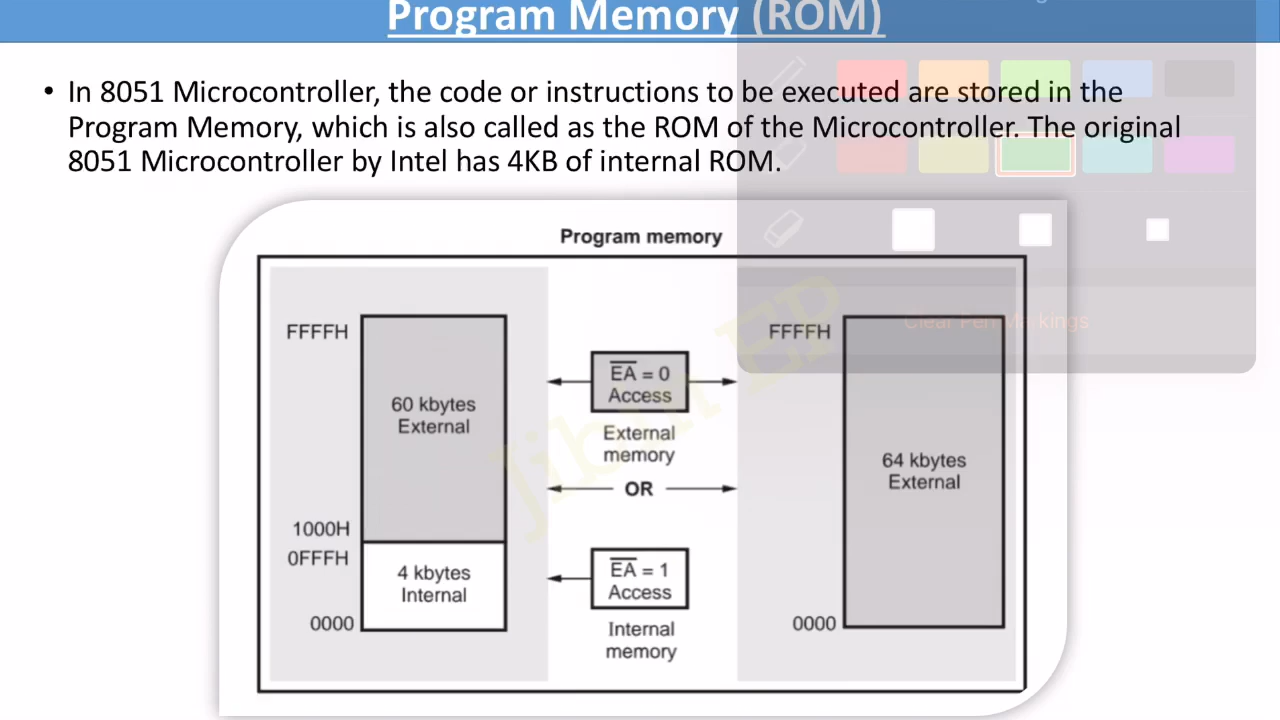 Program Memory (ROM)
• In 8051 Microcontroller, the code or instructions to be executed are stored in the
Program Memory, which is also called as the ROM of the Microcontroller. The original
8051 Microcontroller by Intel has 4KB of internal ROM.
Program memory
FFFFH
60 kbytes
External
1000H
0FFFH
4 kbytes
Internal
0000
EA = 0
Access
External
memory
OR
EA = 1
Access
Internal
memory
FFFFH
64 kbytes
External
0000
Clear Pen Markings
Jibin EP